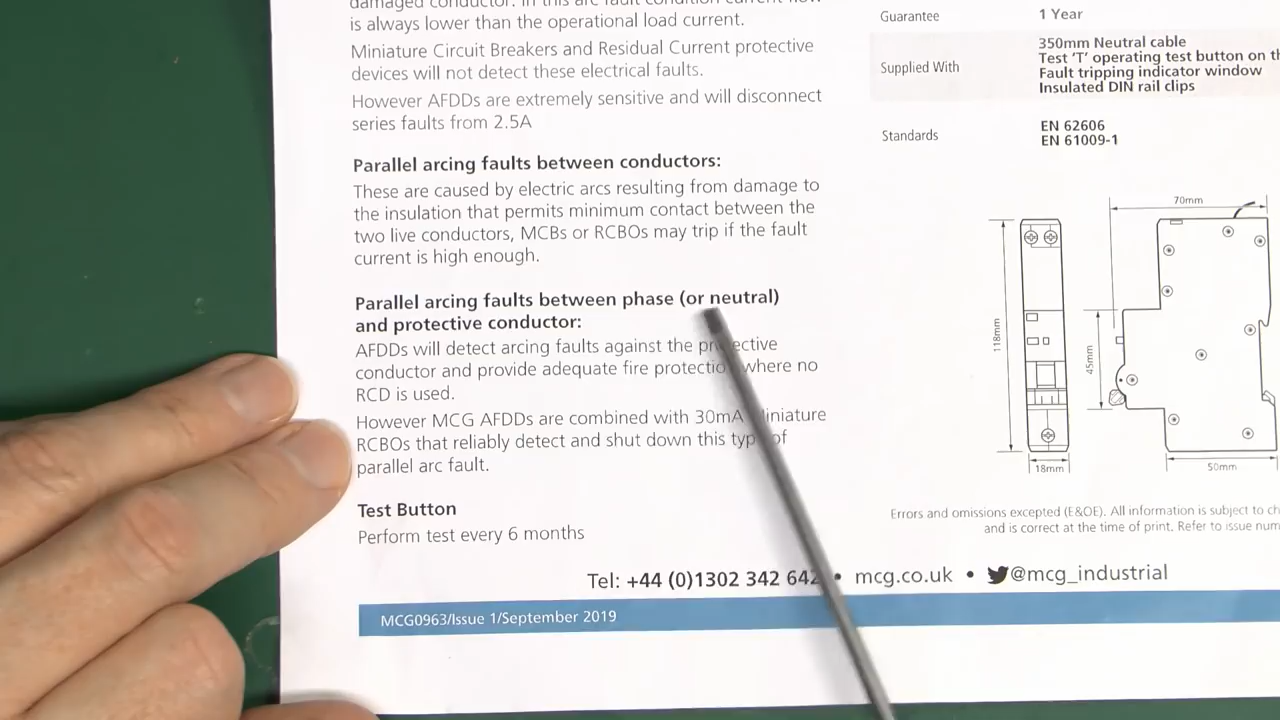 is always lower than the operational load current.
Miniature Circuit Breakers and Residual Current protective
devices will not detect these electrical faults.
However AFDDs are extremely sensitive and will disconnect
series faults from 2.5A
Parallel arcing faults between conductors:
These are caused by electric arcs resulting from damage to
the insulation that permits minimum contact between the
two live conductors, MCBs or RCBOs may trip if the fault
current is high enough.
Parallel arcing faults between phase (or neutral)
and protective conductor:
AFDDs will detect arcing faults against the protective
conductor and provide adequate fire protection where no
RCD is used.
However MCG AFDDs are combined with 30mA Miniature
RCBOs that reliably detect and shut down this type of
parallel arc fault.
Test Button
Perform test every 6 months
Guarantee 1 Year
Supplied With 350mm Neutral cable
Test 'T' operating test button on
Fault tripping indicator window
Insulated DIN rail clips
Standards EN 62606
EN 61009-1
70mm
118mm
45mm
18mm
50mm
Errors and omissions excepted (E&OE). All information is subject to
and is correct at the time of print. Refer to issue
Tel: +44 (0)1302 342 642 • mcg.co.uk • @mcg_industrial
MCG0963/Issue 1/September 2019